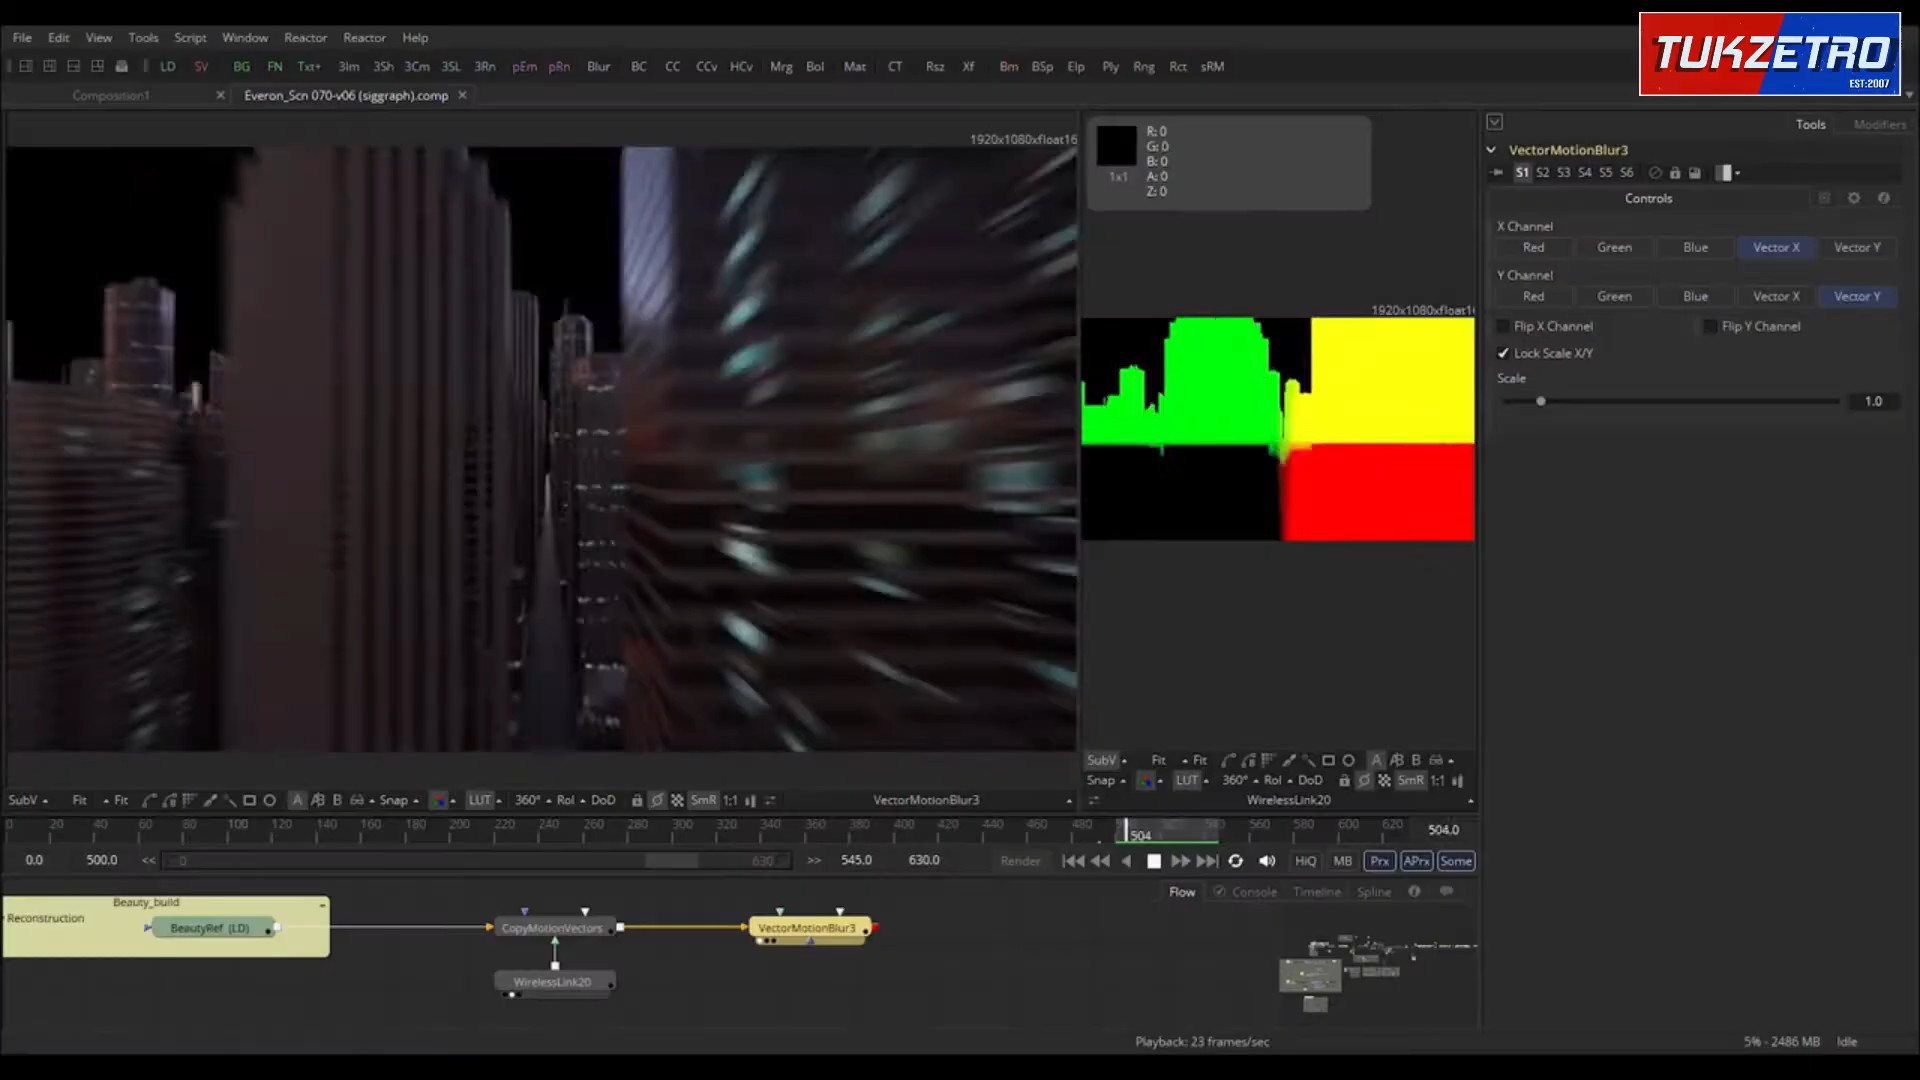 TUKZETRO
EST:2007
File Edit View Tools Script Window Reactor Reactor Help
LD SV BG FN Txt+ 3Im 3Sh 3Cm 3SL 3Rn pEm pRn Blur BC CC CCv HCv Mrg Bol Mat CT Rsz Xf Bm BSp Elp Ply Rng Rct sRM
Composition1 Everon_Scn 070-v06 (siggraph).comp
1920x1080xfloat16
R: 0
G: 0
B: 0
A: 0
Z: 0
1x1
1920x1080xfloat1
Tools Modifiers
VectorMotionBlur3
S1 S2 S3 S4 S5 S6
Controls
X Channel
Red Green Blue Vector X Vector Y
Y Channel
Red Green Blue Vector X Vector Y
Flip X Channel Flip Y Channel
Lock Scale X/Y
Scale
1.0
SubV Fit Fit A B
Snap LUT 360° RoI DoD SmR 1:1
WirelessLink20
SubV Fit Fit A B Snap LUT 360° RoI DoD SmR 1:1 VectorMotionBlur3
0 20 40 60 80 100 120 140 160 180 200 220 240 260 280 300 320 340 360 380 400 420 440 460 480 504 560 580 600 620 504.0
0.0 500.0 << 0 630 >> 545.0 630.0 Render HiQ MB Prx APrx Some
Flow Console Timeline Spline
Beauty_build
Reconstruction
BeautyRef (LD)
CopyMotionVectors
VectorMotionBlur3
WirelessLink20
Playback: 23 frames/sec
5% - 2486 MB Idle